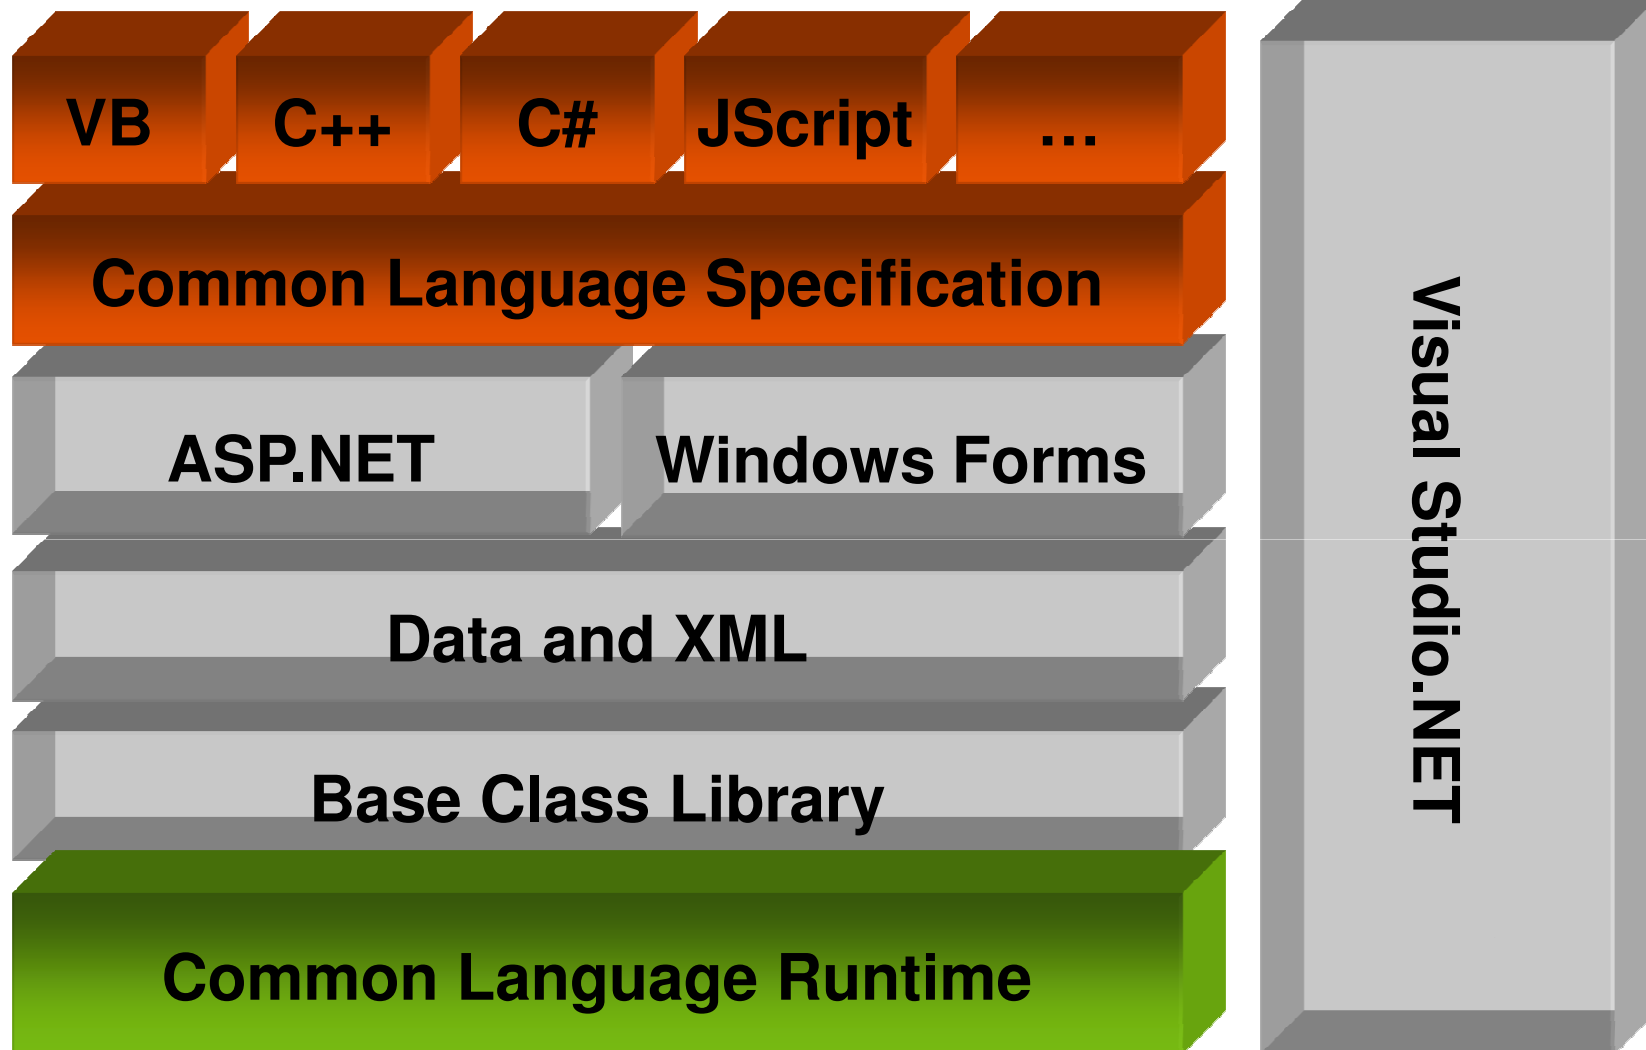 VB C++ C# JScript ...
Common Language Specification
ASP.NET Windows Forms
Data and XML
Base Class Library
Common Language Runtime
Visual Studio.NET